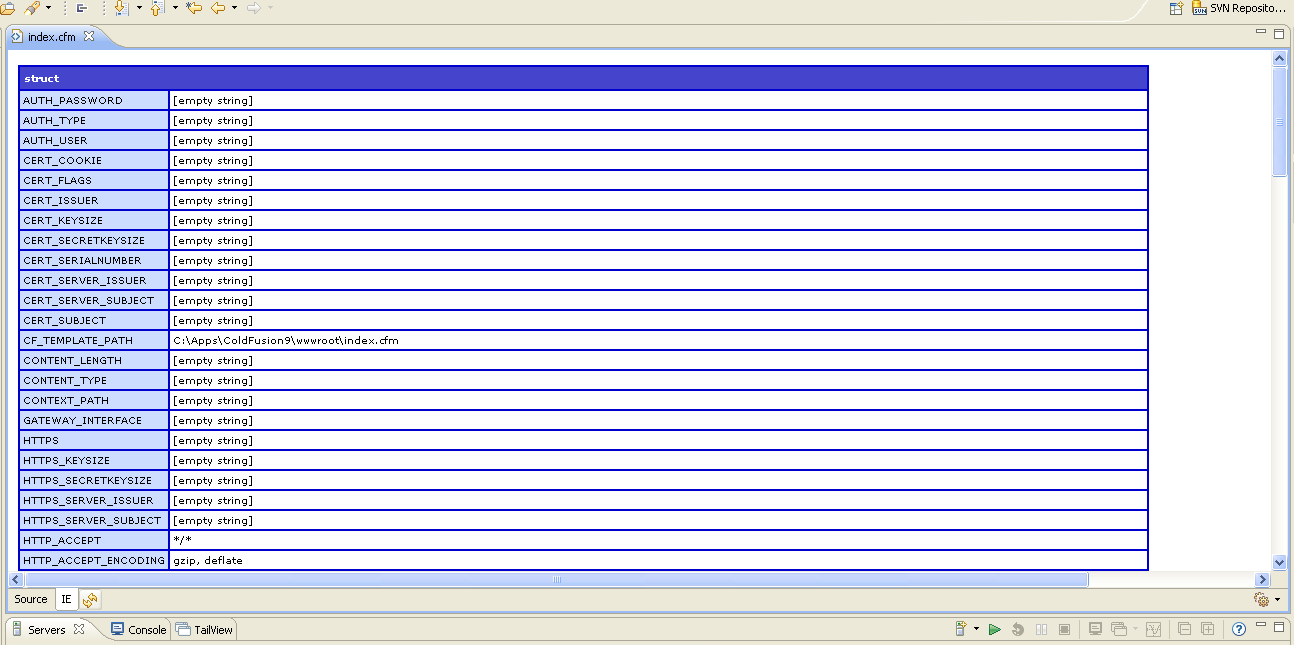 SVN Reposito...
index.cfm
struct
AUTH_PASSWORD [empty string]
AUTH_TYPE [empty string]
AUTH_USER [empty string]
CERT_COOKIE [empty string]
CERT_FLAGS [empty string]
CERT_ISSUER [empty string]
CERT_KEYSIZE [empty string]
CERT_SECRETKEYSIZE [empty string]
CERT_SERIALNUMBER [empty string]
CERT_SERVER_ISSUER [empty string]
CERT_SERVER_SUBJECT [empty string]
CERT_SUBJECT [empty string]
CF_TEMPLATE_PATH C:\Apps\ColdFusion9\wwwroot\index.cfm
CONTENT_LENGTH [empty string]
CONTENT_TYPE [empty string]
CONTEXT_PATH [empty string]
GATEWAY_INTERFACE [empty string]
HTTPS [empty string]
HTTPS_KEYSIZE [empty string]
HTTPS_SECRETKEYSIZE [empty string]
HTTPS_SERVER_ISSUER [empty string]
HTTPS_SERVER_SUBJECT [empty string]
HTTP_ACCEPT */*
HTTP_ACCEPT_ENCODING gzip, deflate
Source IE
Servers Console TailView